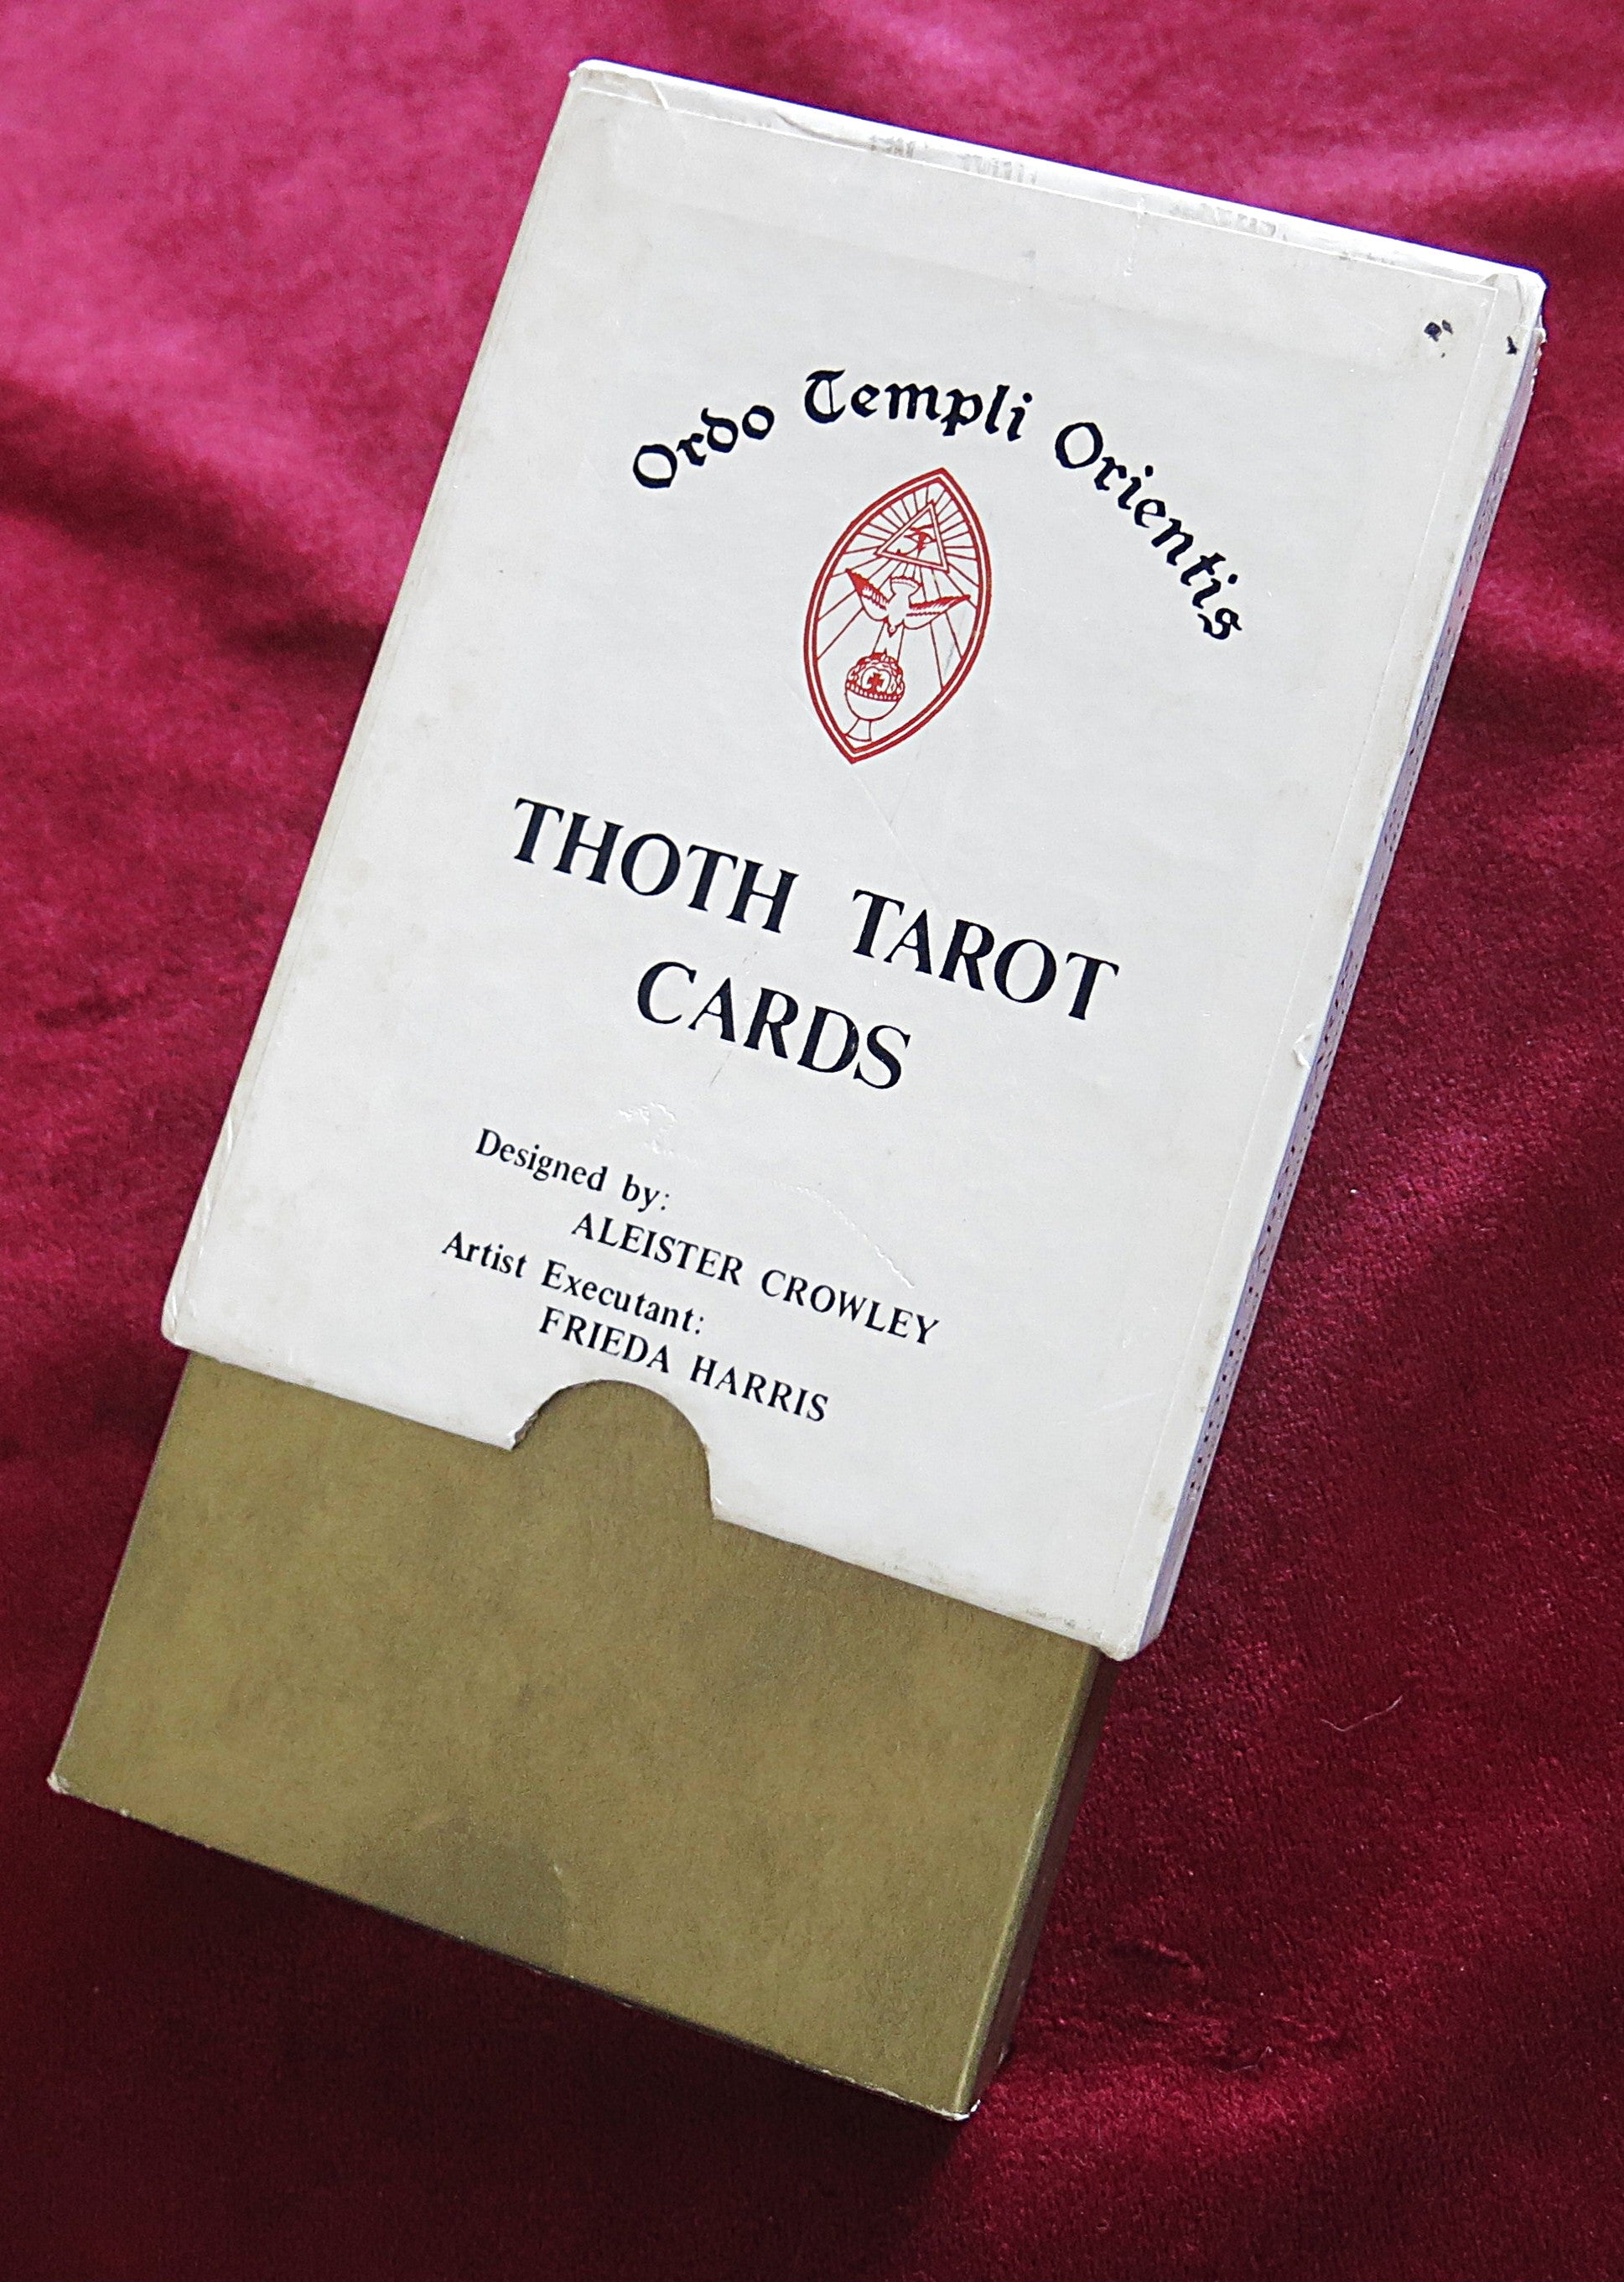 Ordo Templi Orientis
THOTH TAROT
CARDS
Designed by:
ALEISTER CROWLEY
Artist Executant:
FRIEDA HARRIS